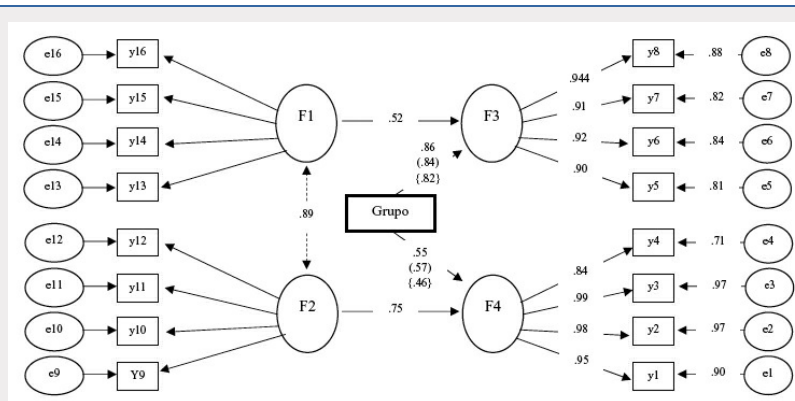 e16 y16 y8 .88 e8
.944
e15 y15 F1 .52 F3 .91 y7 .82 e7
e14 y14 .92 y6 .84 e6
.86
(.84)
{.82}
.90
e13 y13 y5 .81 e5
.89 Grupo
e12 y12 y4 .71 e4
.55
(.57)
{.46}
.84
e11 y11 .99 y3 .97 e3
F2 .75 F4
e10 y10 .98 y2 .97 e2
.95
e9 Y9 y1 .90 e1